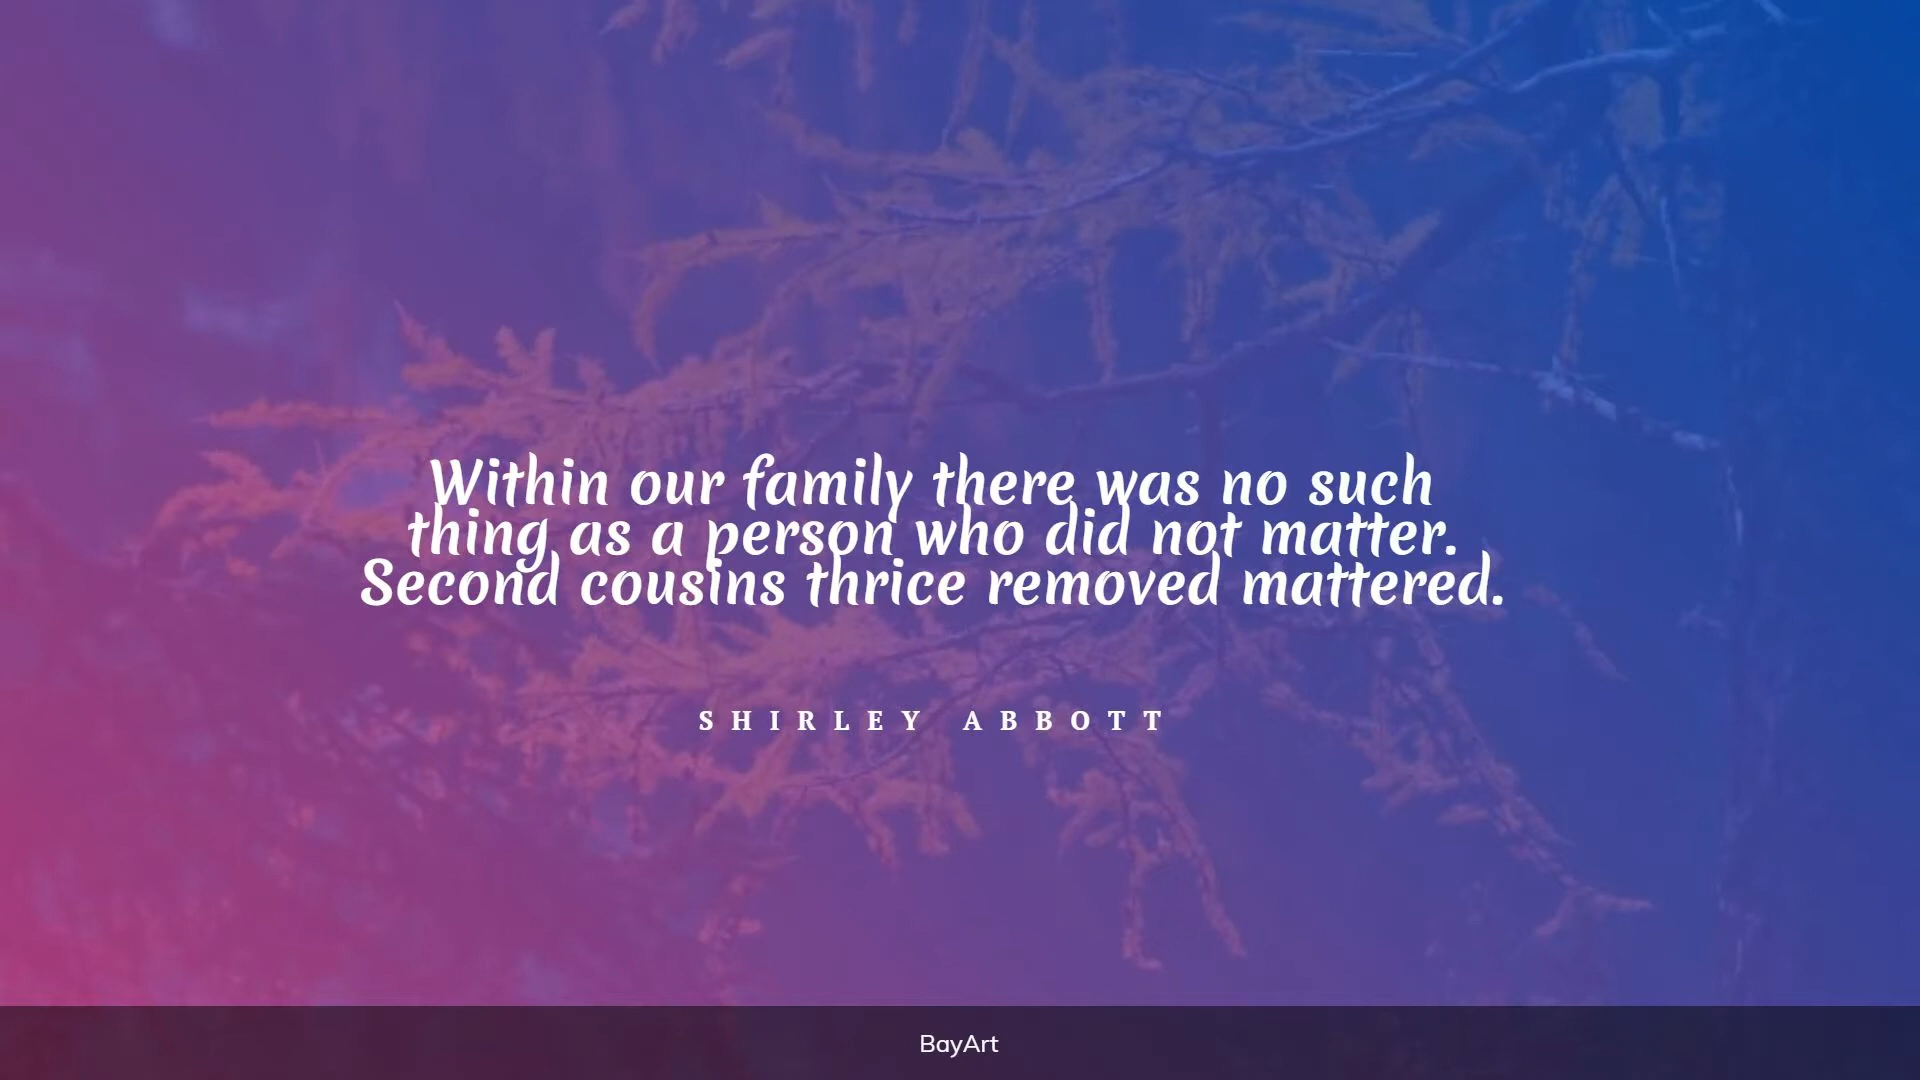 Within our family there was no such
thing as a person who did not matter.
Second cousins thrice removed mattered.
SHIRLEY ABBOTT
BayArt